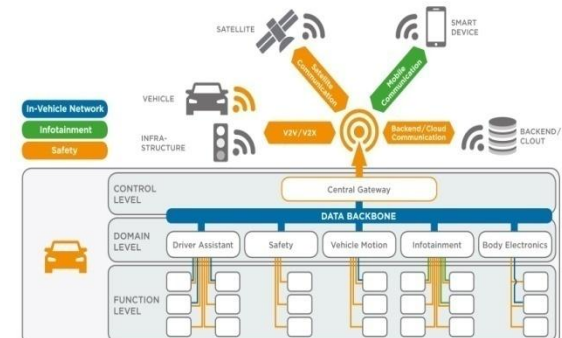 SATELLITE
SMART
DEVICE
Satellite
Communication
Mobile
Communication
VEHICLE
In-Vehicle Network
Infotainment
Safety
INFRA-
STRUCTURE
V2V/V2X
Backend/Cloud
Communication
BACKEND/
CLOUT
CONTROL
LEVEL
Central Gateway
DATA BACKBONE
DOMAIN
LEVEL
Driver Assistant
Safety
Vehicle Motion
Infotainment
Body Electronics
FUNCTION
LEVEL